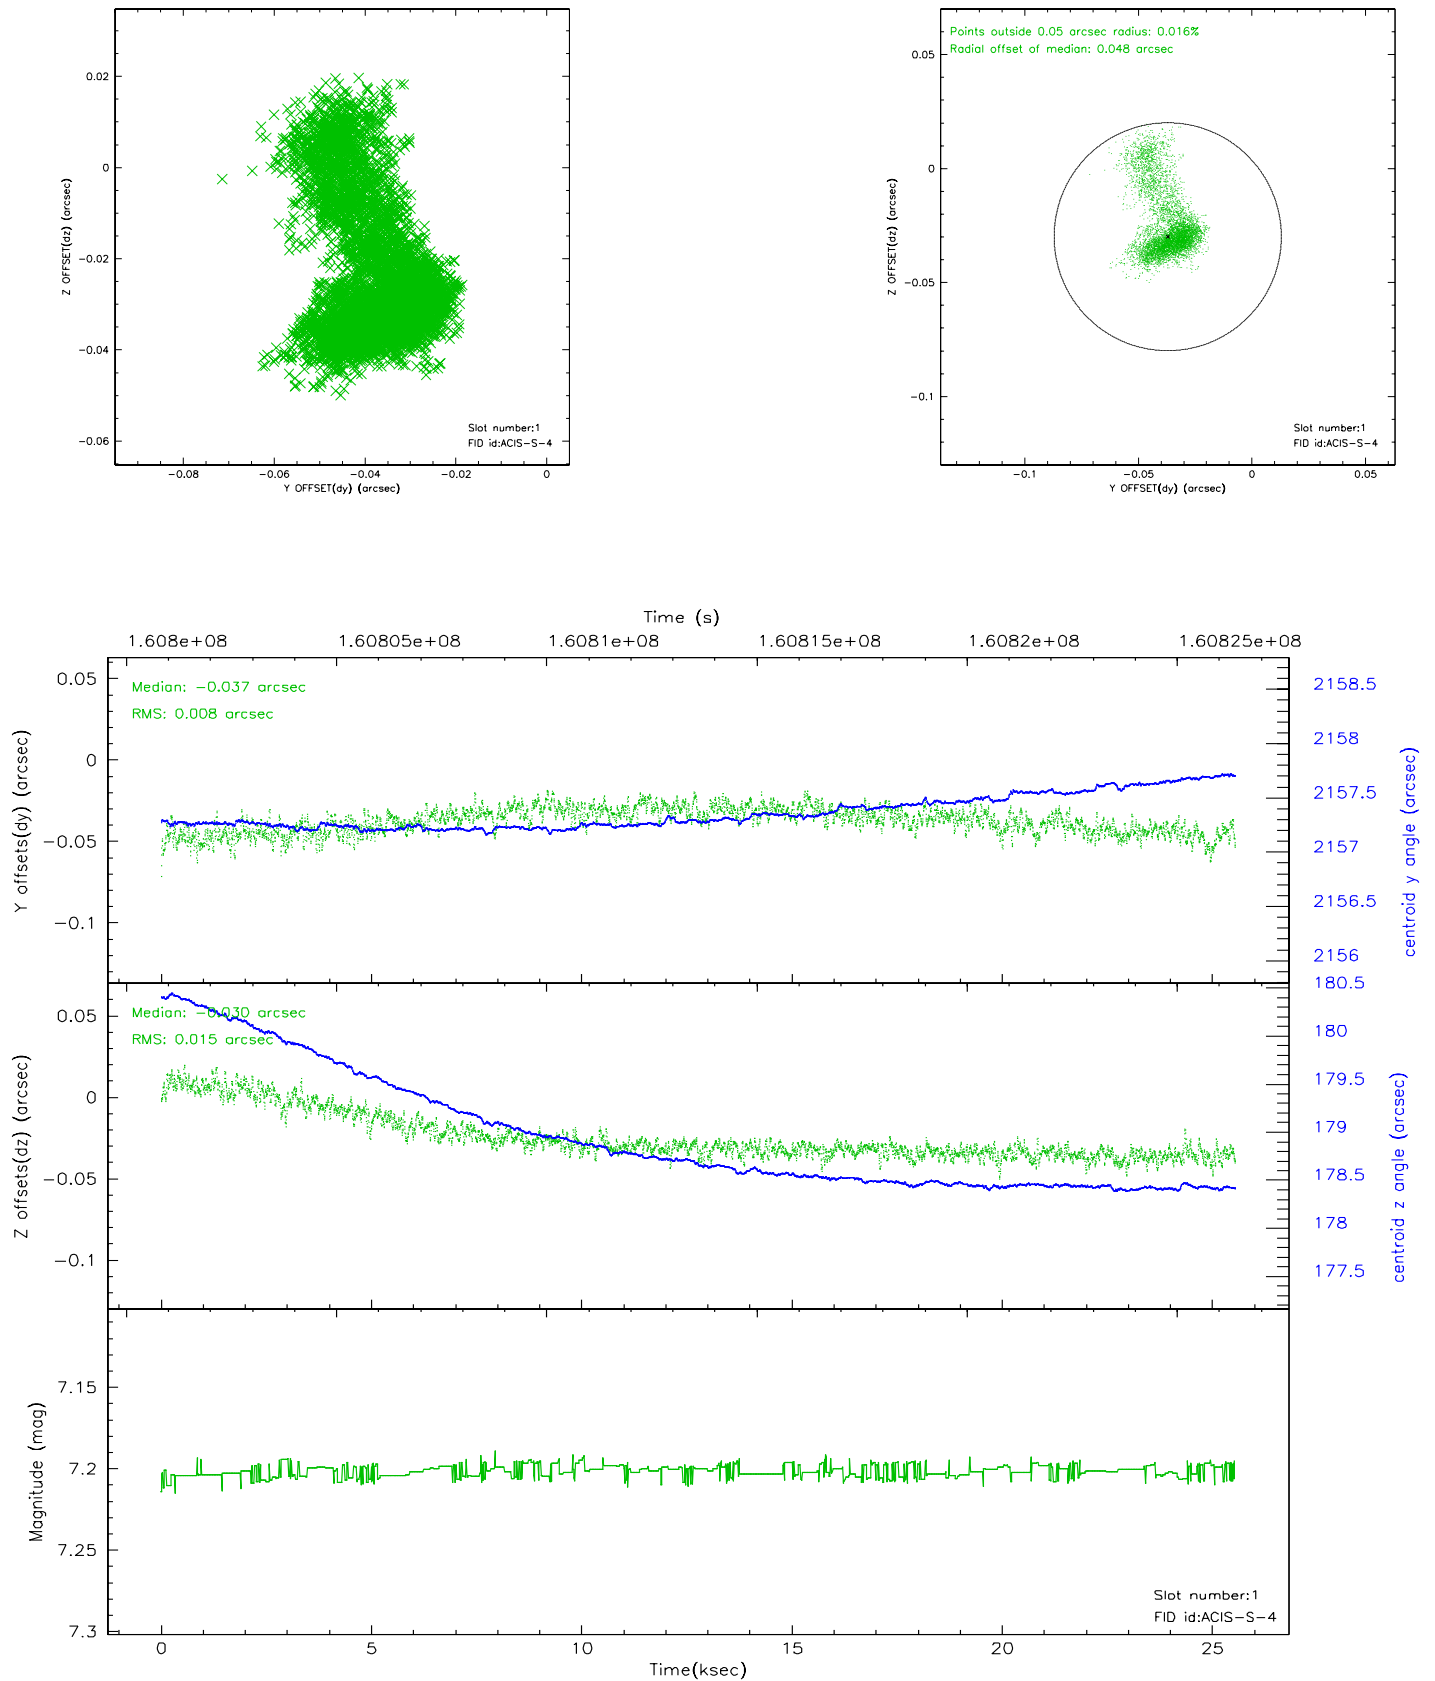 0.02
0
−0.02
−0.04
−0.06
Z OFFSET(dz) (arcsec)
Slot number:1
FID id:ACIS−S−4
−0.08
−0.06
−0.04
−0.02
0
Y OFFSET(dy) (arcsec)
Points outside 0.05 arcsec radius: 0.016%
Radial offset of median: 0.048 arcsec
0.05
0
−0.05
−0.1
Z OFFSET(dz) (arcsec)
Slot number:1
FID id:ACIS−S−4
−0.1
−0.05
0
0.05
Y OFFSET(dy) (arcsec)
Time (s)
1.608e+08
1.60805e+08
1.6081e+08
1.60815e+08
1.6082e+08
1.60825e+08
Median: −0.037 arcsec
RMS: 0.008 arcsec
0.05
0
−0.05
−0.1
Y offsets(dy) (arcsec)
2158.5
2158
2157.5
2157
2156.5
2156
centroid y angle (arcsec)
Median: −0.030 arcsec
RMS: 0.015 arcsec
0.05
0
−0.05
−0.1
Z offsets(dz) (arcsec)
180.5
180
179.5
179
178.5
178
177.5
centroid z angle (arcsec)
7.15
7.2
7.25
7.3
Magnitude (mag)
Slot number:1
FID id:ACIS−S−4
0
5
10
15
20
25
Time(ksec)